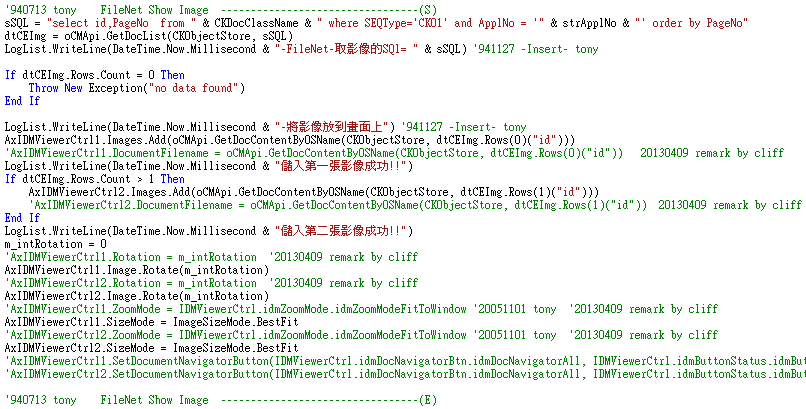 '940713 tony    FileNet Show Image  ---------------------------------(S)
sSQL = "select id,PageNo  from " & CKDocClassName & " where SEQType='CKO1' and ApplNo = '" & strApplNo & "' order by PageNo"
dtCEImg = oCMApi.GetDocList(CKObjectStore, sSQL)
LogList.WriteLine(DateTime.Now.Millisecond & "-FileNet-取影像的SQl= " & sSQL) '941127 -Insert- tony

If dtCEImg.Rows.Count = 0 Then
    Throw New Exception("no data found")
End If

LogList.WriteLine(DateTime.Now.Millisecond & "-將影像放到畫面上") '941127 -Insert- tony
AxIDMViewerCtrl1.Images.Add(oCMApi.GetDocContentByOSName(CKObjectStore, dtCEImg.Rows(0)("id")))
'AxIDMViewerCtrl1.DocumentFilename = oCMApi.GetDocContentByOSName(CKObjectStore, dtCEImg.Rows(0)("id"))   20130409 remark by cliff
LogList.WriteLine(DateTime.Now.Millisecond & "儲入第一張影像成功!!")
If dtCEImg.Rows.Count > 1 Then
    AxIDMViewerCtrl2.Images.Add(oCMApi.GetDocContentByOSName(CKObjectStore, dtCEImg.Rows(1)("id")))
    'AxIDMViewerCtrl2.DocumentFilename = oCMApi.GetDocContentByOSName(CKObjectStore, dtCEImg.Rows(1)("id"))  20130409 remark by cliff
End If
LogList.WriteLine(DateTime.Now.Millisecond & "儲入第二張影像成功!!")
m_intRotation = 0
'AxIDMViewerCtrl1.Rotation = m_intRotation  '20130409 remark by cliff
AxIDMViewerCtrl1.Image.Rotate(m_intRotation)
'AxIDMViewerCtrl2.Rotation = m_intRotation  '20130409 remark by cliff
AxIDMViewerCtrl2.Image.Rotate(m_intRotation)
'AxIDMViewerCtrl1.ZoomMode = IDMViewerCtrl.idmZoomMode.idmZoomModeFitToWindow '20051101 tony  '20130409 remark by cliff
AxIDMViewerCtrl1.SizeMode = ImageSizeMode.BestFit
'AxIDMViewerCtrl2.ZoomMode = IDMViewerCtrl.idmZoomMode.idmZoomModeFitToWindow '20051101 tony  '20130409 remark by cliff
AxIDMViewerCtrl2.SizeMode = ImageSizeMode.BestFit
'AxIDMViewerCtrl1.SetDocumentNavigatorButton(IDMViewerCtrl.idmDocNavigatorBtn.idmDocNavigatorAll, IDMViewerCtrl.idmButtonStatus.idmBut
'AxIDMViewerCtrl2.SetDocumentNavigatorButton(IDMViewerCtrl.idmDocNavigatorBtn.idmDocNavigatorAll, IDMViewerCtrl.idmButtonStatus.idmBut

'940713 tony    FileNet Show Image  ---------------------------------(E)